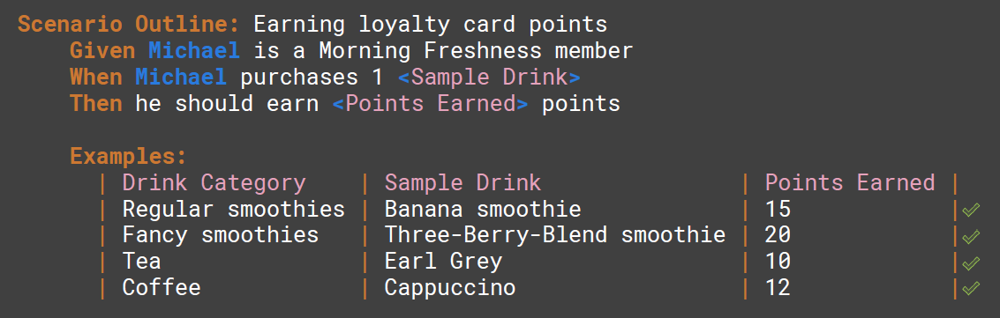 Scenario Outline: Earning loyalty card points
Given Michael is a Morning Freshness member
When Michael purchases 1 <Sample Drink>
Then he should earn <Points Earned> points
Examples:
| Drink Category | Sample Drink | Points Earned |
| Regular smoothies | Banana smoothie | 15 |✓
| Fancy smoothies | Three-Berry-Blend smoothie | 20 |✓
| Tea | Earl Grey | 10 |✓
| Coffee | Cappuccino | 12 |✓